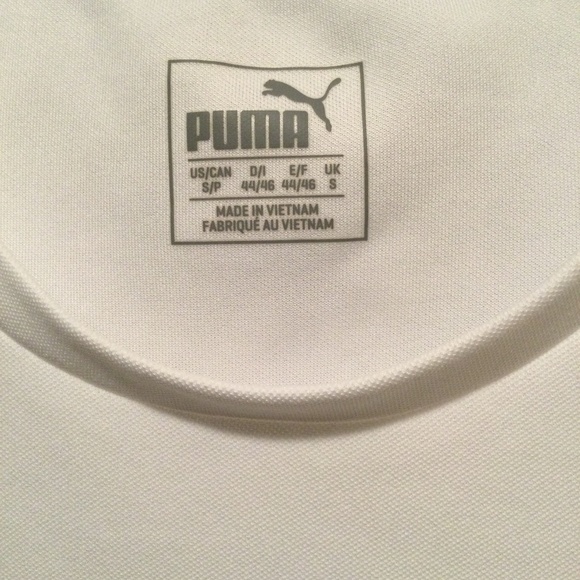 PUMA
US/CAN D/I E/F UK
S/P 44/46 44/46 S
MADE IN VIETNAM
FABRIQUÉ AU VIETNAM